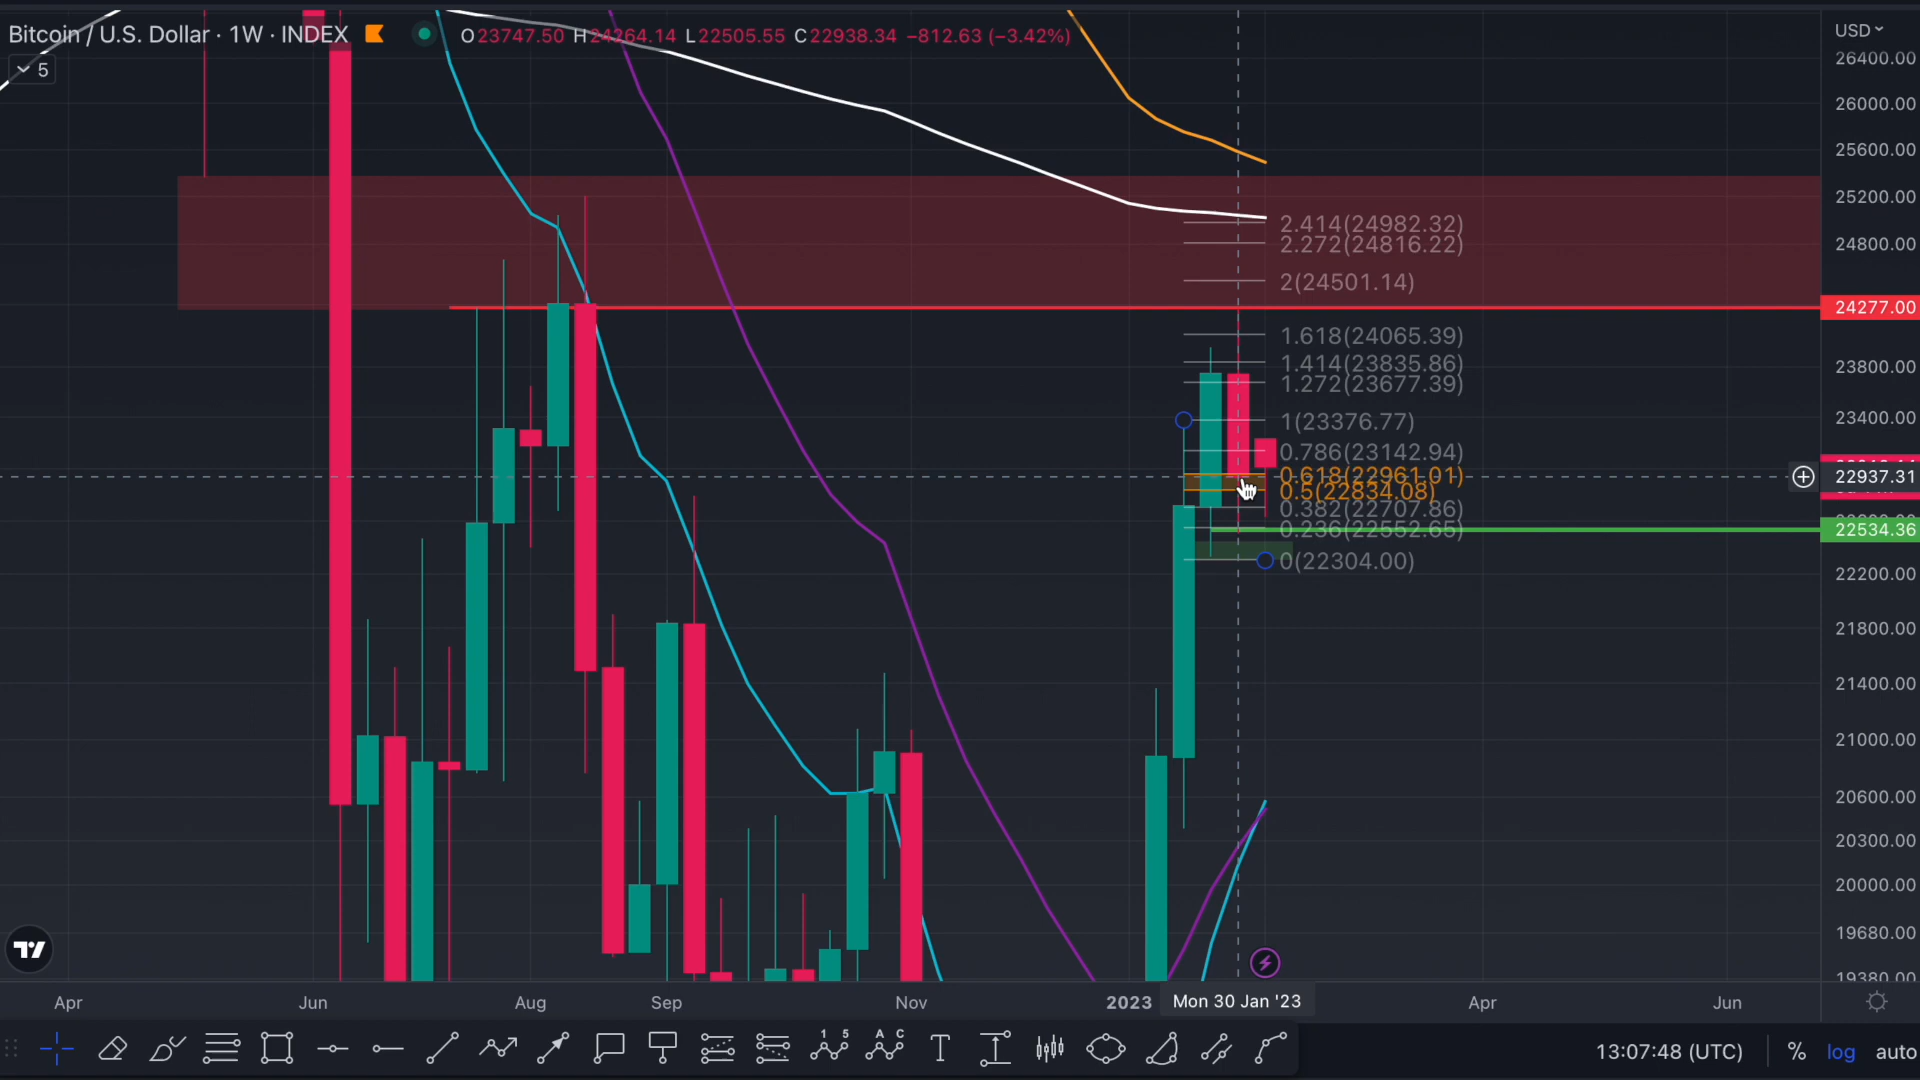 Bitcoin / U.S. Dollar · 1W · INDEX
O23747.50 H24264.14 L22505.55 C22938.34 −812.63 (−3.42%)
5
USD
26400.00
26000.00
25600.00
25200.00
24800.00
24277.00
23800.00
23400.00
22937.31
22534.36
22200.00
21800.00
21400.00
21000.00
20600.00
20300.00
20000.00
19680.00
19380.00
2.414(24982.32)
2.272(24816.22)
2(24501.14)
1.618(24065.39)
1.414(23835.86)
1.272(23677.39)
1(23376.77)
0.786(23142.94)
0.618(22961.01)
0.5(22834.08)
0.382(22707.86)
0.236(22552.65)
0(22304.00)
Apr
Jun
Aug
Sep
Nov
2023
Mon 30 Jan '23
Apr
Jun
1 5
A C
T
13:07:48 (UTC)
%
log
auto